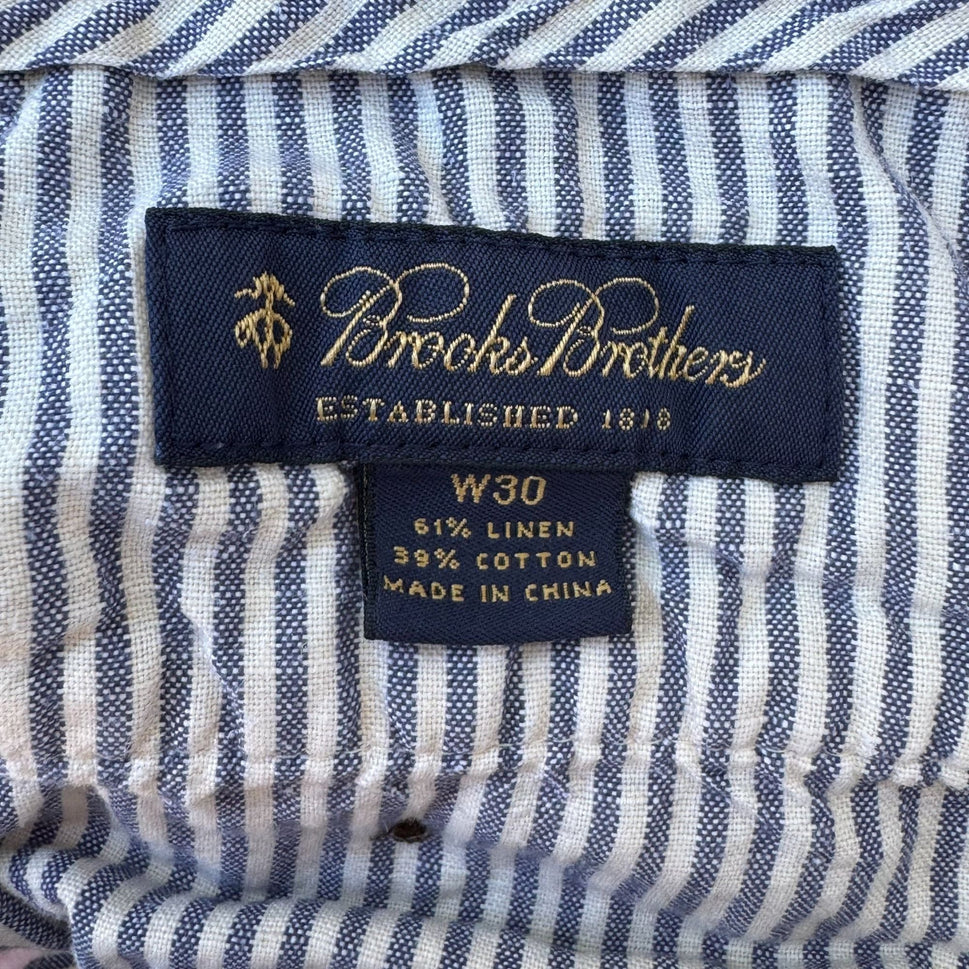 Brooks Brothers
ESTABLISHED 1818
W30
61% LINEN
39% COTTON
MADE IN CHINA